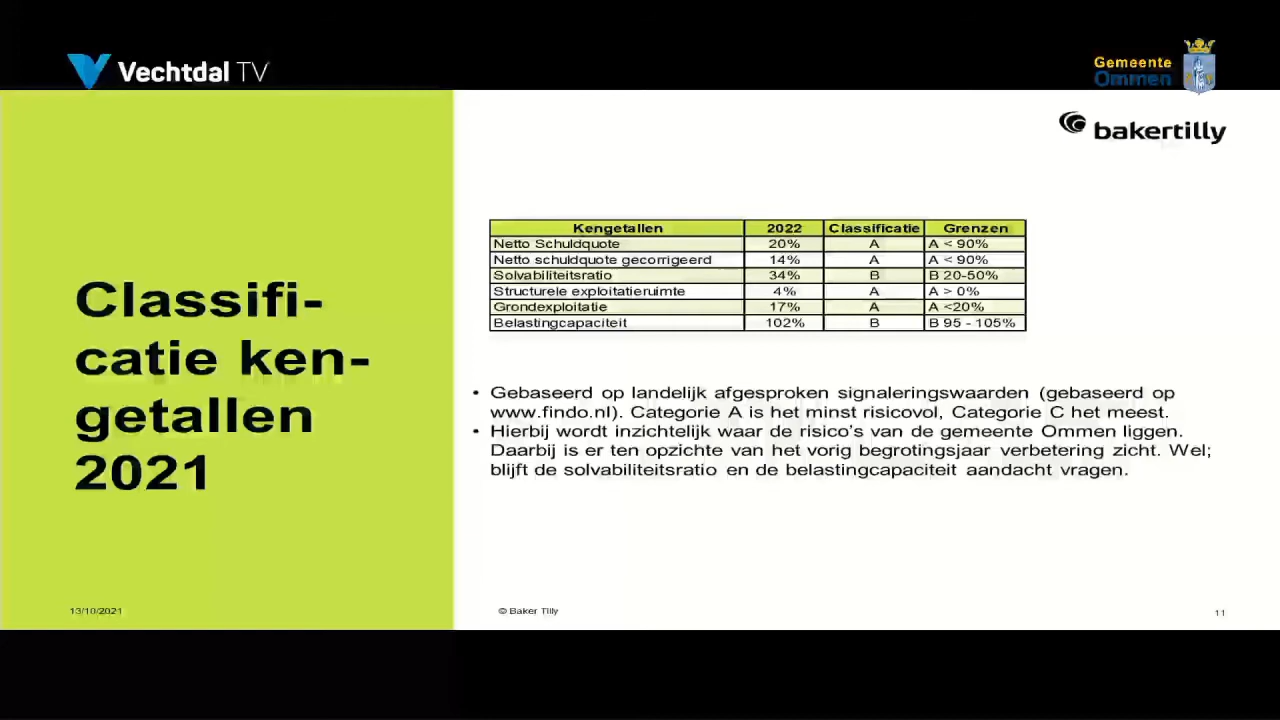 Vechtdal TV
Gemeente
Ommen
bakertilly
Classifi-
catie ken-
getallen
2021
Kengetallen 2022 Classificatie Grenzen
Netto Schuldquote 20% A A < 90%
Netto schuldquote gecorrigeerd 14% A A < 90%
Solvabiliteitsratio 34% B B 20-50%
Structurele exploitatieruimte 4% A A > 0%
Grondexploitatie 17% A A <20%
Belastingcapaciteit 102% B B 95 - 105%
• Gebaseerd op landelijk afgesproken signaleringswaarden (gebaseerd op
www.findo.nl). Categorie A is het minst risicovol, Categorie C het meest.
• Hierbij wordt inzichtelijk waar de risico's van de gemeente Ommen liggen.
Daarbij is er ten opzichte van het vorig begrotingsjaar verbetering zicht. Wel;
blijft de solvabiliteitsratio en de belastingcapaciteit aandacht vragen.
13/10/2021
© Baker Tilly
11